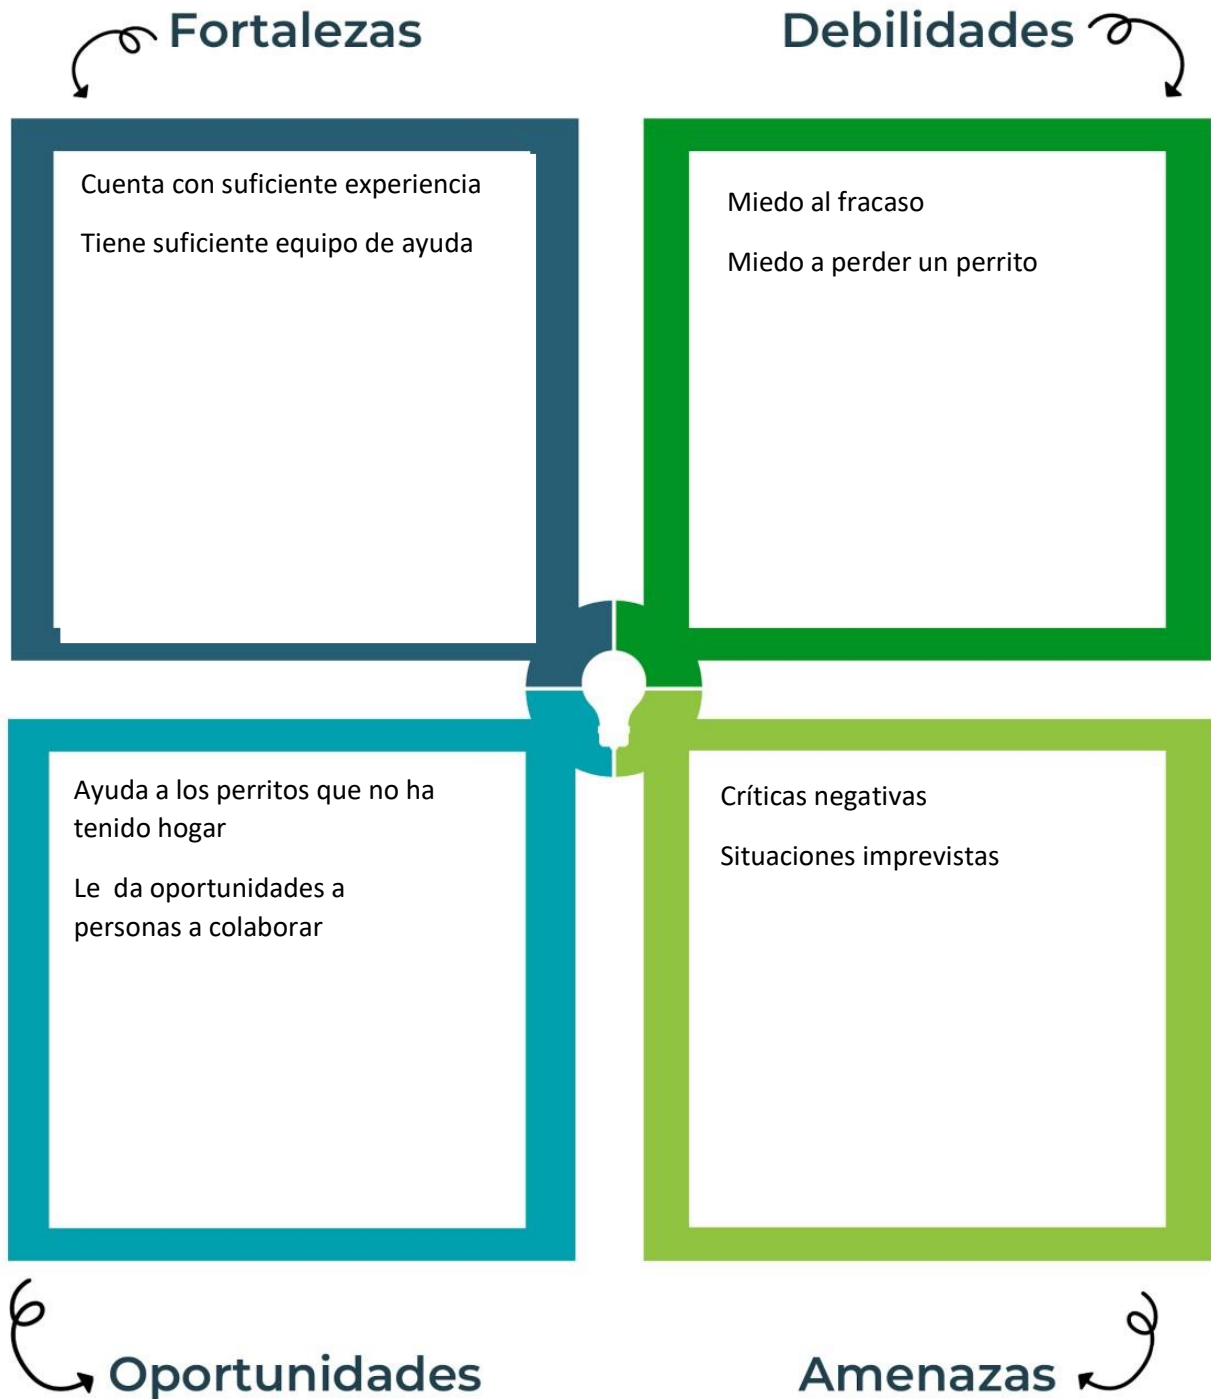 Fortalezas
Debilidades
Cuenta con suficiente experiencia
Tiene suficiente equipo de ayuda
Miedo al fracaso
Miedo a perder un perrito
Ayuda a los perritos que no ha
tenido hogar
Le  da oportunidades a
personas a colaborar
Críticas negativas
Situaciones imprevistas
Oportunidades
Amenazas